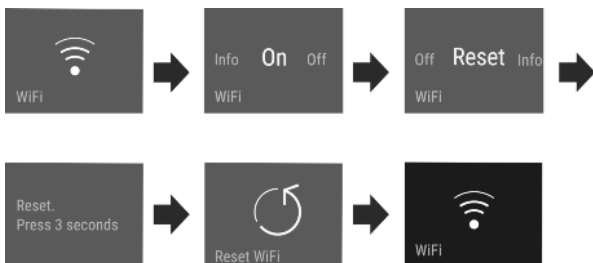 WiFi
Info On Off
WiFi
Off Reset Info
WiFi
Reset.
Press 3 seconds
Reset WiFi
WiFi